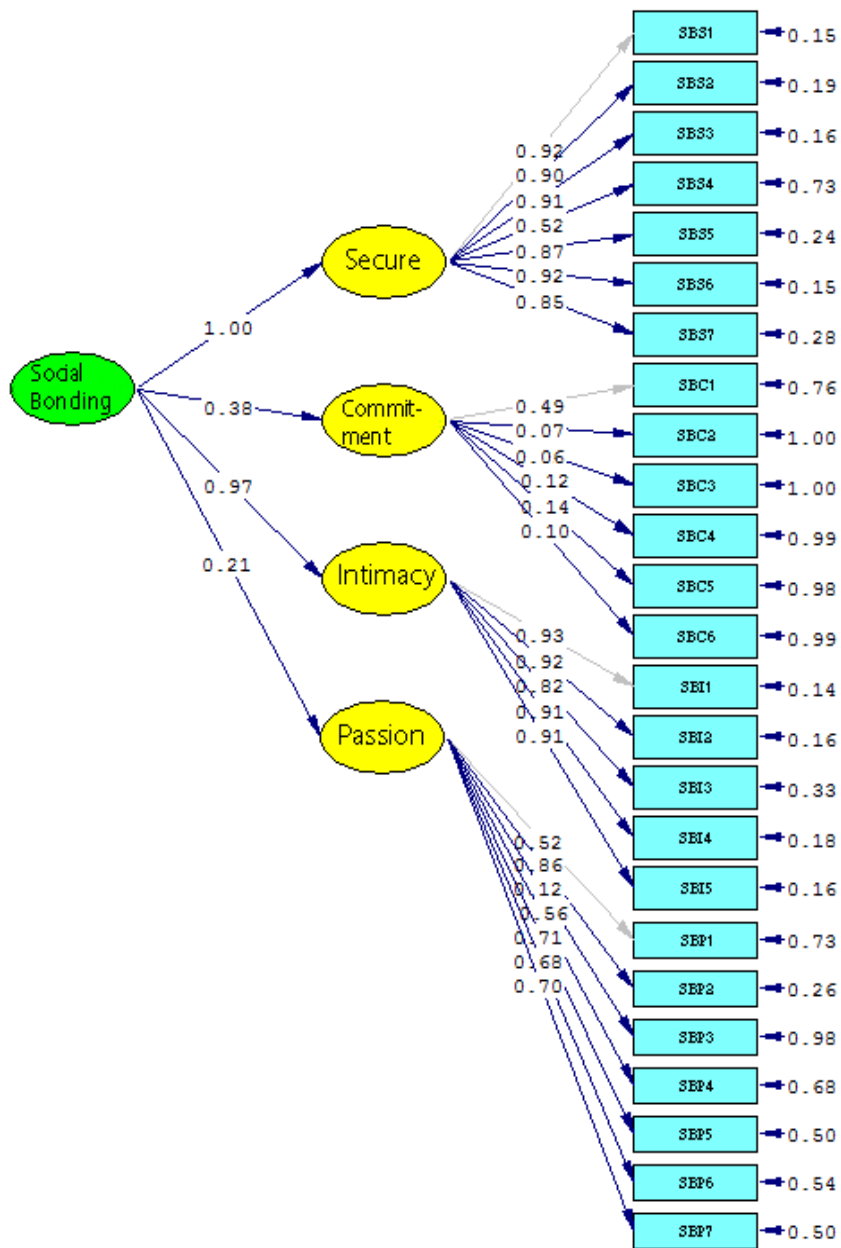 SBS1
0.15
SBS2
0.19
SBS3
0.16
SBS4
0.73
SBS5
0.24
SBS6
0.15
SBS7
0.28
0.92
0.90
0.91
0.52
0.87
0.92
0.85
Secure
1.00
Social
Bonding
0.38
0.97
0.21
Commit-
ment
0.49
0.07
0.06
0.12
0.14
0.10
SBC1
0.76
SBC2
1.00
SBC3
1.00
SBC4
0.99
SBC5
0.98
SBC6
0.99
Intimacy
0.93
0.92
0.82
0.91
0.91
SBI1
0.14
SBI2
0.16
SBI3
0.33
SBI4
0.18
SBI5
0.16
Passion
0.52
0.86
0.12
0.56
0.71
0.68
0.70
SBP1
0.73
SBP2
0.26
SBP3
0.98
SBP4
0.68
SBP5
0.50
SBP6
0.54
SBP7
0.50